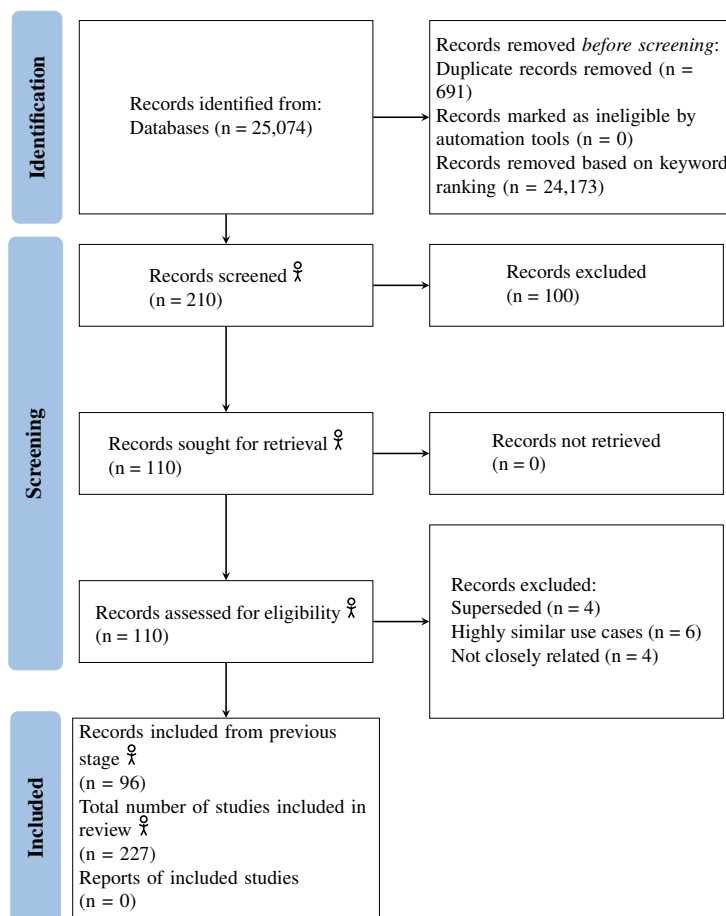 Identification
Records identified from:
Databases (n = 25,074)
Records removed before screening:
Duplicate records removed (n =
691)
Records marked as ineligible by
automation tools (n = 0)
Records removed based on keyword
ranking (n = 24,173)
Screening
Records screened
(n = 210)
Records excluded
(n = 100)
Records sought for retrieval
(n = 110)
Records not retrieved
(n = 0)
Records assessed for eligibility
(n = 110)
Records excluded:
Superseded (n = 4)
Highly similar use cases (n = 6)
Not closely related (n = 4)
Included
Records included from previous
stage
(n = 96)
Total number of studies included in
review
(n = 227)
Reports of included studies
(n = 0)